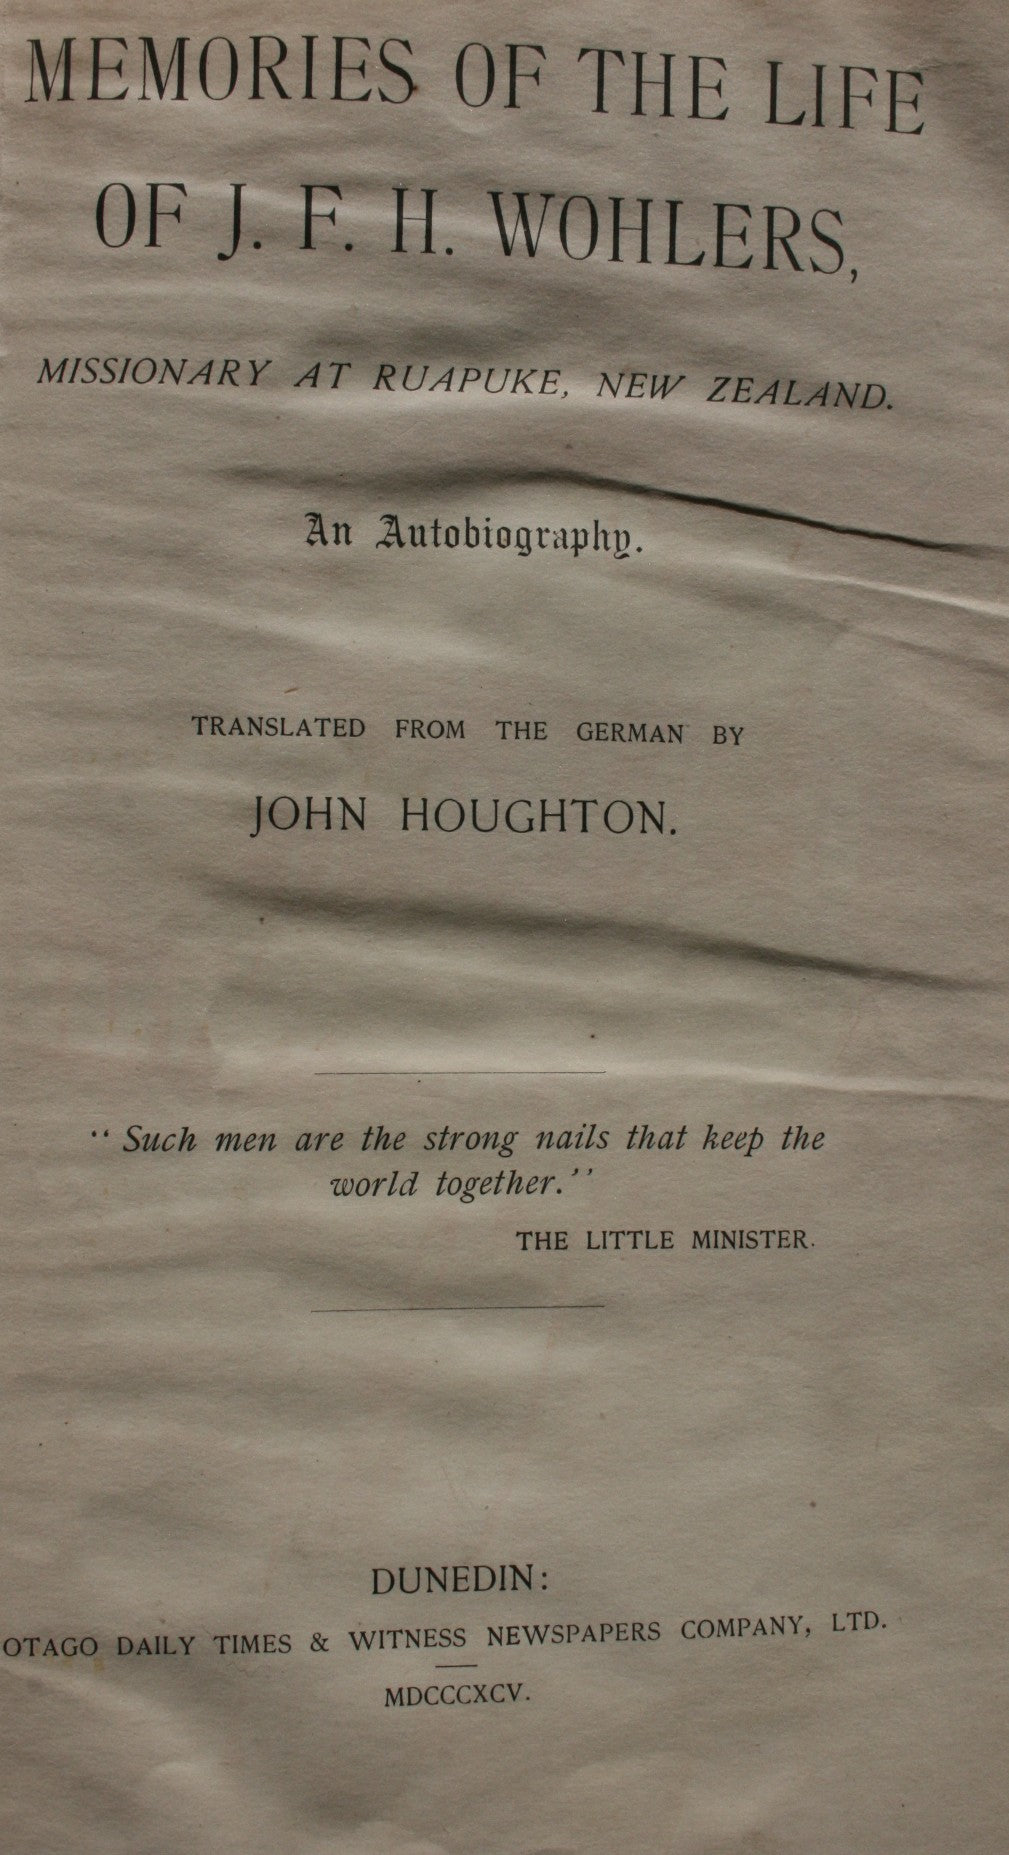 MEMORIES OF THE LIFE
OF J. F. H. WOHLERS,
MISSIONARY AT RUAPUKE, NEW ZEALAND.
An Autobiography.
TRANSLATED FROM THE GERMAN BY
JOHN HOUGHTON.
"Such men are the strong nails that keep the
world together."
THE LITTLE MINISTER.
DUNEDIN:
OTAGO DAILY TIMES & WITNESS NEWSPAPERS COMPANY, LTD.
MDCCCXCV.